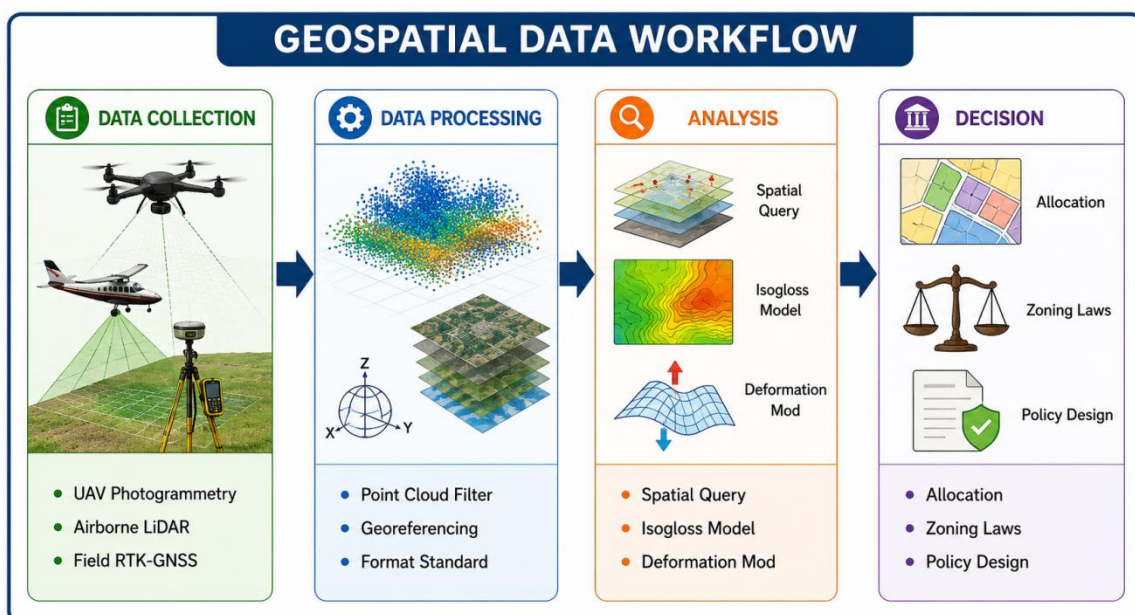 GEOSPATIAL DATA WORKFLOW
DATA COLLECTION
UAV Photogrammetry
Airborne LiDAR
Field RTK-GNSS
DATA PROCESSING
Z
X
Y
Point Cloud Filter
Georeferencing
Format Standard
ANALYSIS
Spatial
Query
Isogloss
Model
Deformation
Mod
Spatial Query
Isogloss Model
Deformation Mod
DECISION
Allocation
Zoning Laws
Policy Design
Allocation
Zoning Laws
Policy Design